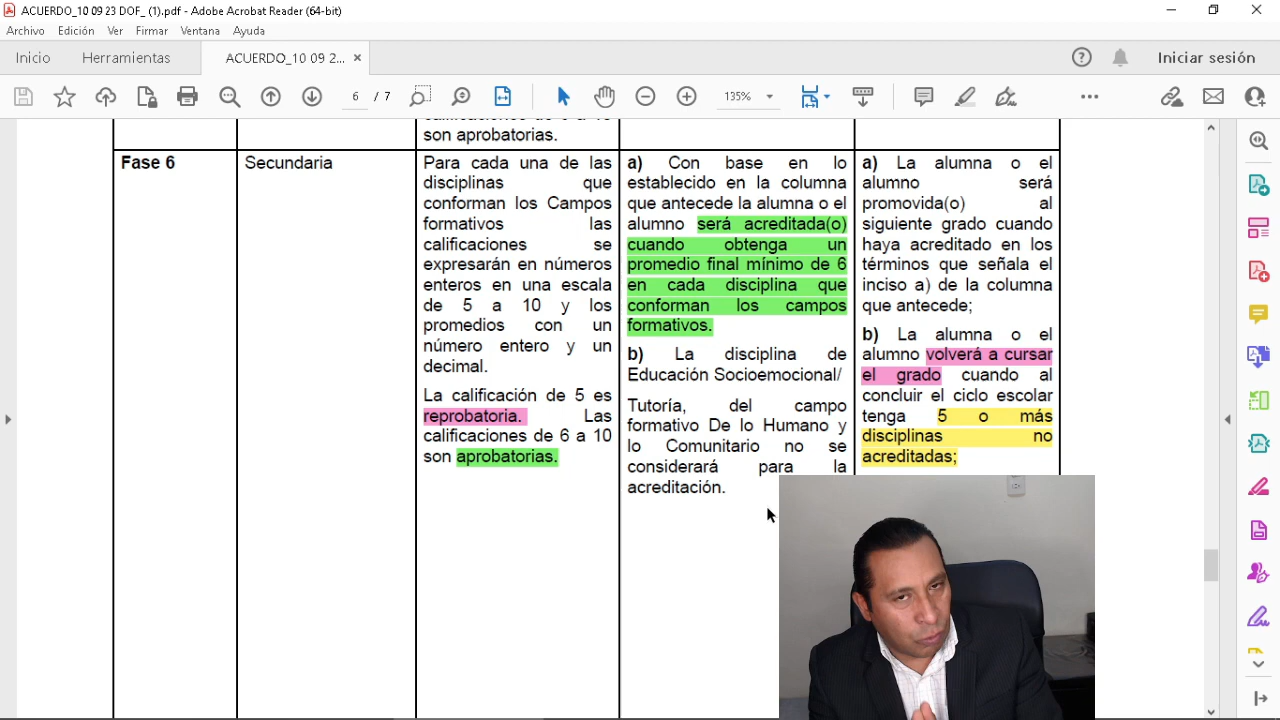 ACUERDO_10 09 23 DOF_ (1).pdf - Adobe Acrobat Reader (64-bit)
Archivo Edición Ver Firmar Ventana Ayuda
Inicio Herramientas ACUERDO_10 09 2... × Iniciar sesión
6 / 7 135%
son aprobatorias.
Fase 6
Secundaria
Para cada una de las
disciplinas que
conforman los Campos
formativos las
calificaciones se
expresarán en números
enteros en una escala
de 5 a 10 y los
promedios con un
número entero y un
decimal.
La calificación de 5 es
reprobatoria. Las
calificaciones de 6 a 10
son aprobatorias.
a) Con base en lo
establecido en la columna
que antecede la alumna o el
alumno será acreditada(o)
cuando obtenga un
promedio final mínimo de 6
en cada disciplina que
conforman los campos
formativos.
b) La disciplina de
Educación Socioemocional/
Tutoría, del campo
formativo De lo Humano y
lo Comunitario no se
considerará para la
acreditación.
a) La alumna o el
alumno será
promovida(o) al
siguiente grado cuando
haya acreditado en los
términos que señala el
inciso a) de la columna
que antecede;
b) La alumna o el
alumno volverá a cursar
el grado cuando al
concluir el ciclo escolar
tenga 5 o más
disciplinas no
acreditadas;